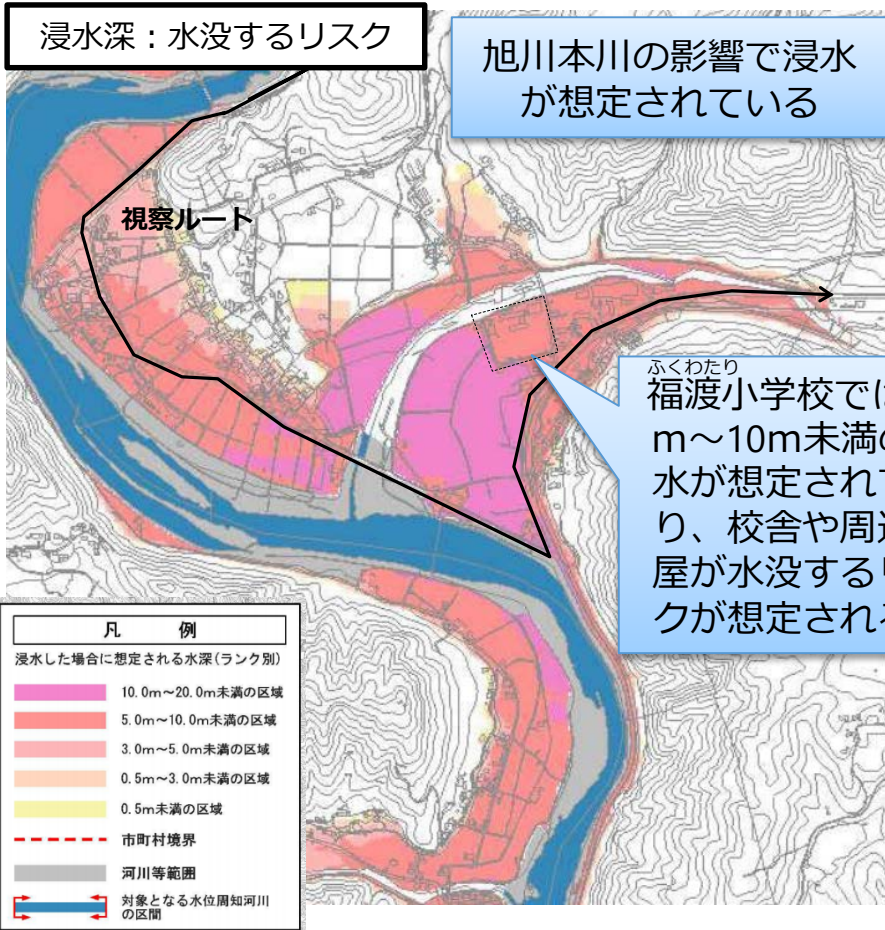 浸水深：水没するリスク
旭川本川の影響で浸水
が想定されている
視察ルート
ふくわたり
福渡小学校では
m～10m未満の
水が想定されて
り、校舎や周辺
屋が水没するリ
クが想定される
凡 例
浸水した場合に想定される水深(ランク別)
10.0m～20.0m未満の区域
5.0m～10.0m未満の区域
3.0m～5.0m未満の区域
0.5m～3.0m未満の区域
0.5m未満の区域
市町村境界
河川等範囲
対象となる水位周知河川
の区間